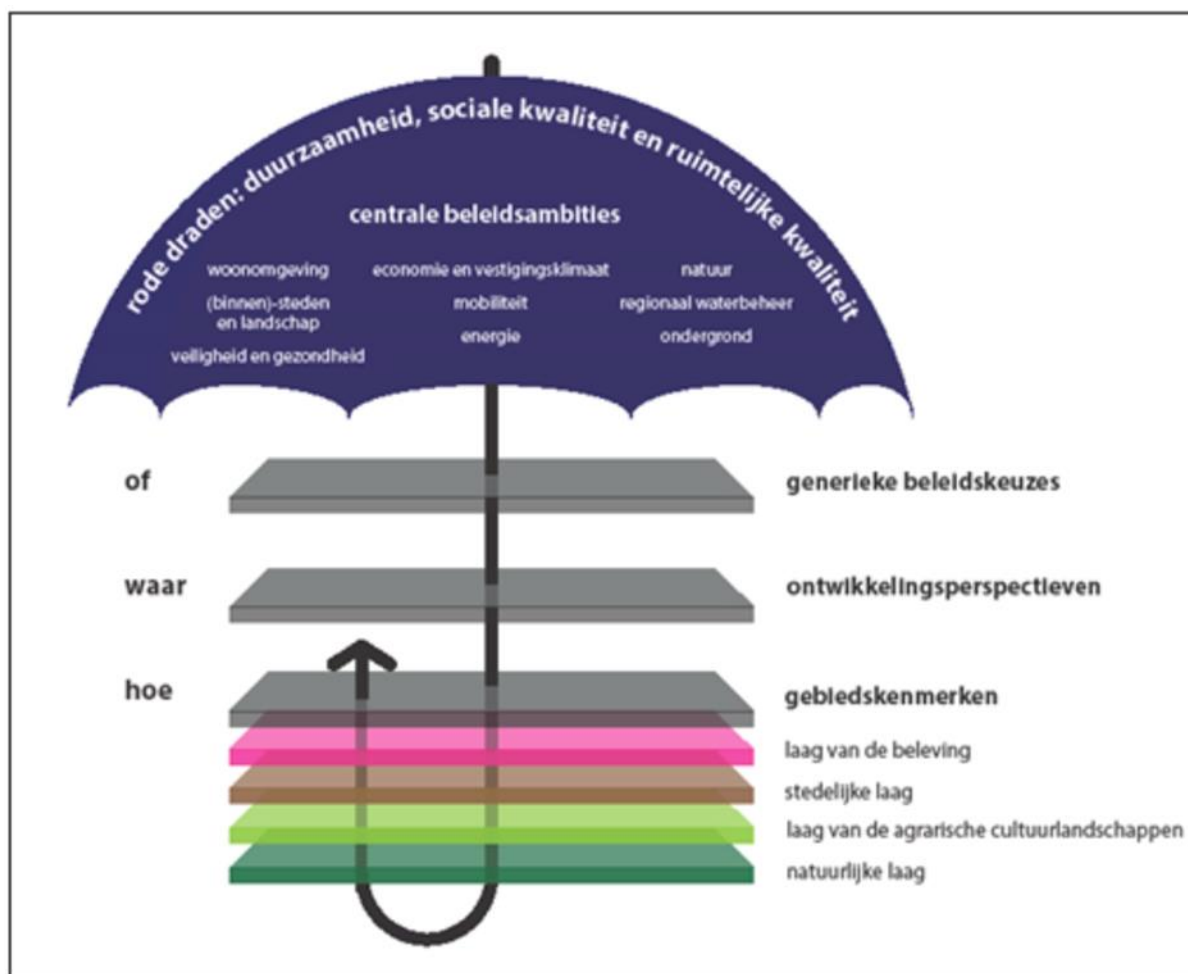 rode draden: duurzaamheid, sociale kwaliteit en ruimtelijke kwaliteit
centrale beleidsambities
woonomgeving
(binnen)-steden
en landschap
veiligheid en gezondheid
economie en vestigingsklimaat
mobiliteit
energie
natuur
regionaal waterbeheer
ondergrond
of
generieke beleidskeuzes
waar
ontwikkelingsperspectieven
hoe
gebiedskenmerken
laag van de beleving
stedelijke laag
laag van de agrarische cultuurlandschappen
natuurlijke laag